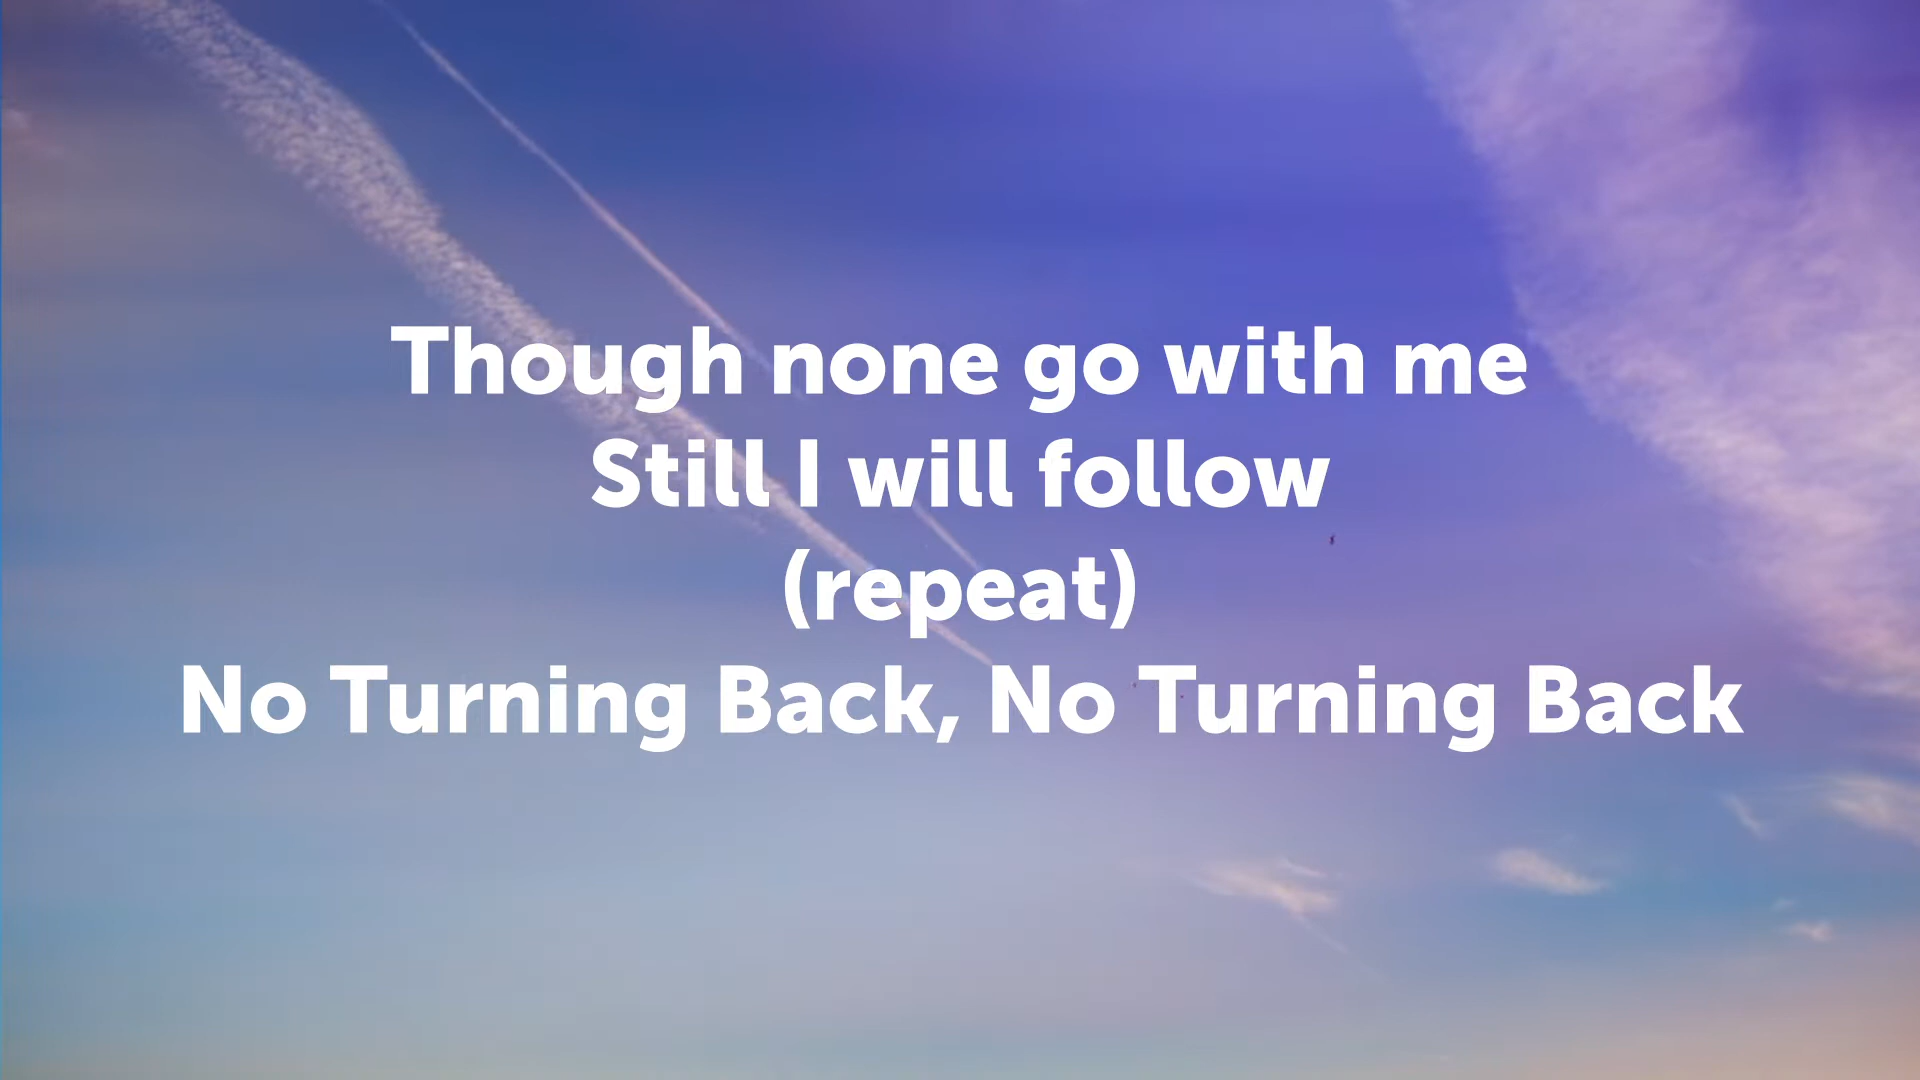 Though none go with me
Still I will follow
(repeat)
No Turning Back, No Turning Back